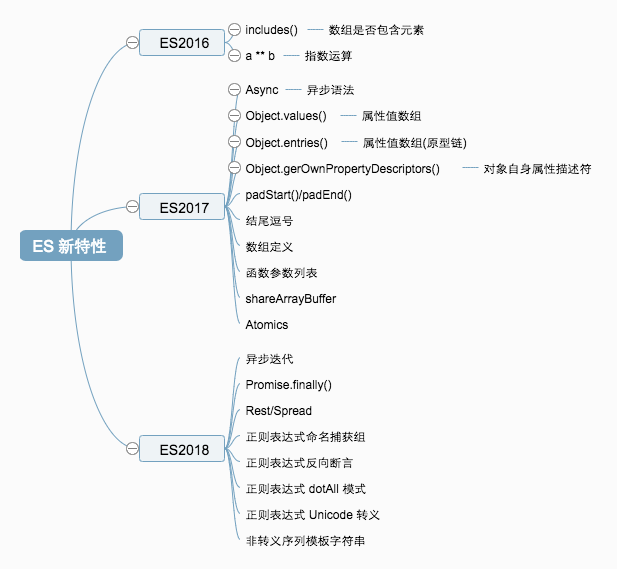 ES 新特性
ES2016
includes() 数组是否包含元素
a ** b 指数运算
ES2017
Async 异步语法
Object.values() 属性值数组
Object.entries() 属性值数组(原型链)
Object.gerOwnPropertyDescriptors() 对象自身属性描述符
padStart()/padEnd()
结尾逗号
数组定义
函数参数列表
shareArrayBuffer
Atomics
ES2018
异步迭代
Promise.finally()
Rest/Spread
正则表达式命名捕获组
正则表达式反向断言
正则表达式 dotAll 模式
正则表达式 Unicode 转义
非转义序列模板字符串